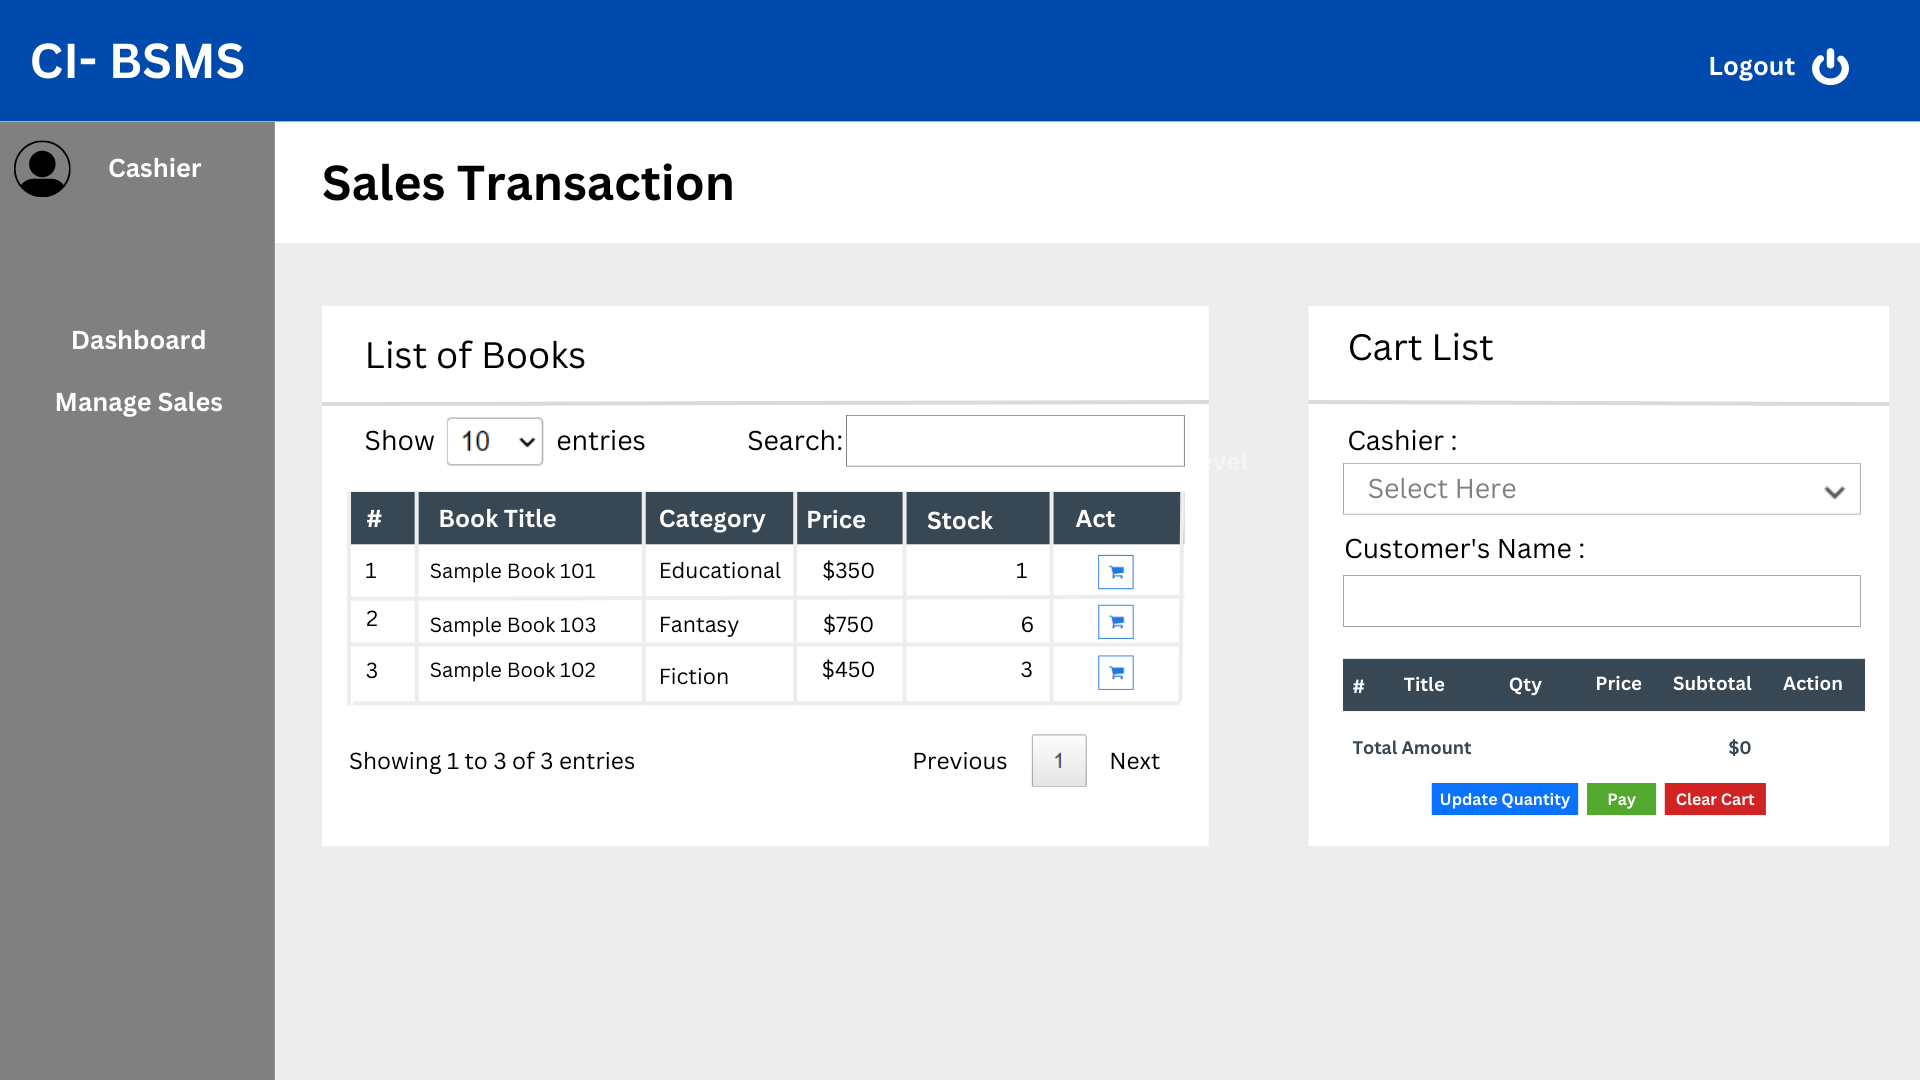 CI- BSMS
Logout
Cashier
Sales Transaction
Dashboard
Manage Sales
List of Books
Show 10 entries Search:
# Book Title Category Price Stock Act
1 Sample Book 101 Educational $350 1
2 Sample Book 103 Fantasy $750 6
3 Sample Book 102 Fiction $450 3
Showing 1 to 3 of 3 entries Previous 1 Next
Cart List
Cashier :
Select Here
Customer's Name :
# Title Qty Price Subtotal Action
Total Amount $0
Update Quantity Pay Clear Cart